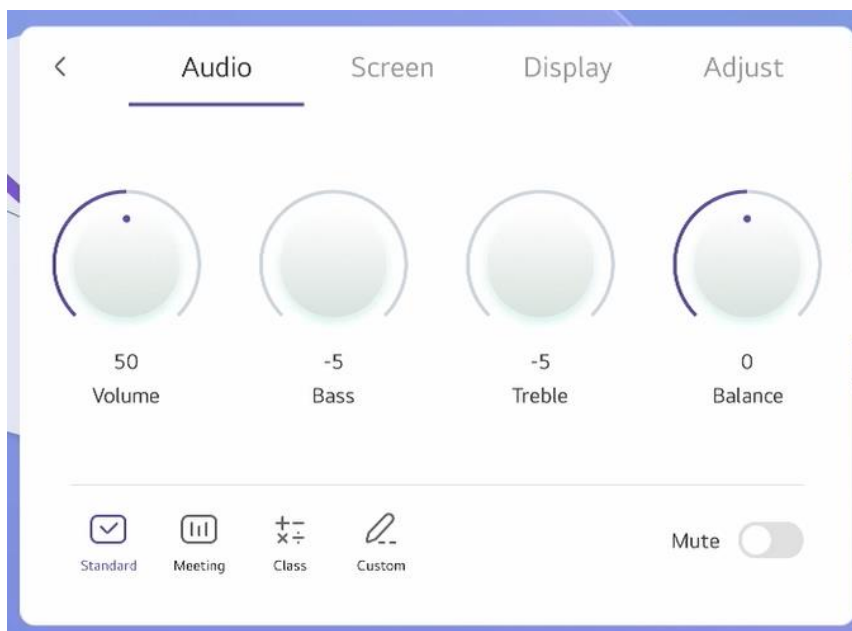 Audio Screen Display Adjust
50 -5 -5 0
Volume Bass Treble Balance
Mute
Standard Meeting Class Custom